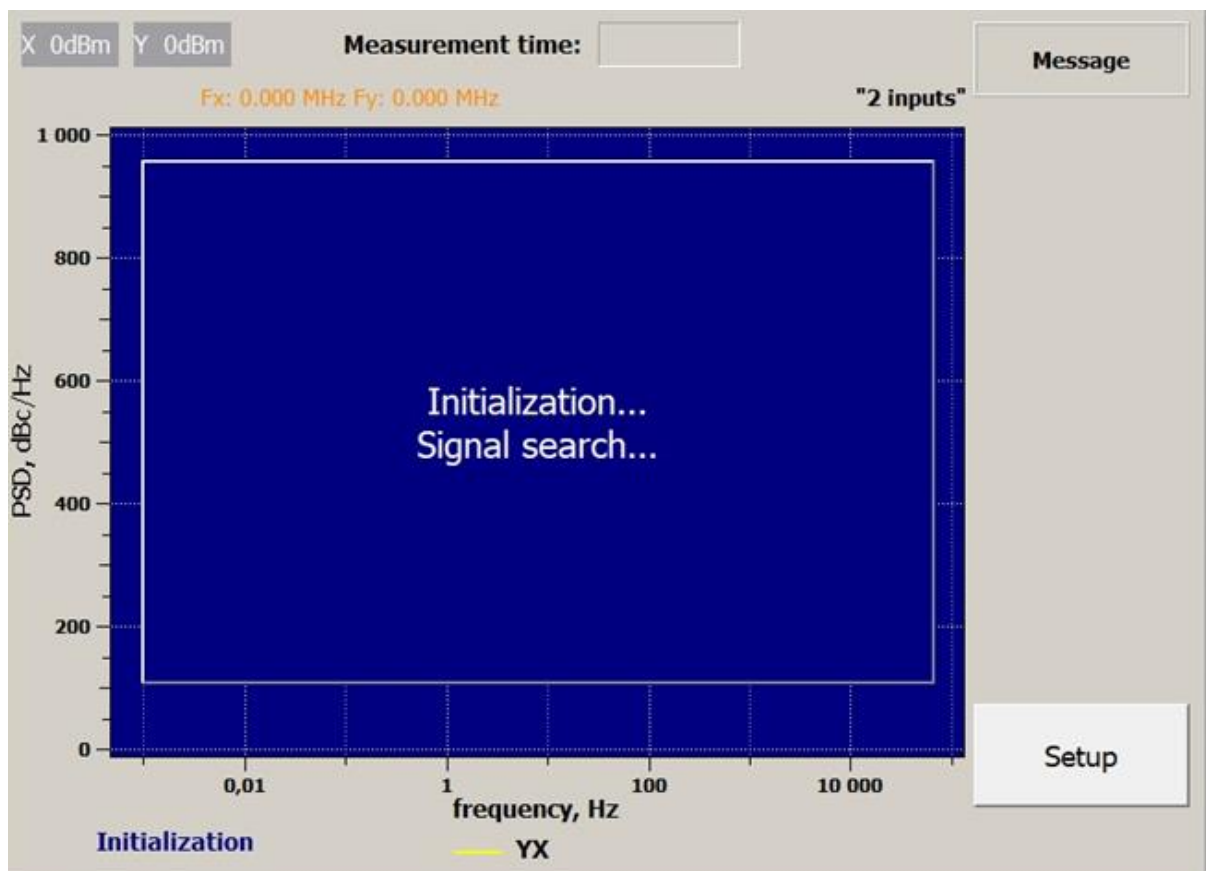 X 0dBm Y 0dBm Measurement time:
Message
Fx: 0.000 MHz Fy: 0.000 MHz "2 inputs"
1 000
800
600
400
200
0
PSD, dBc/Hz
Initialization...
Signal search...
0,01 1 100 10 000
frequency, Hz
Setup
Initialization YX